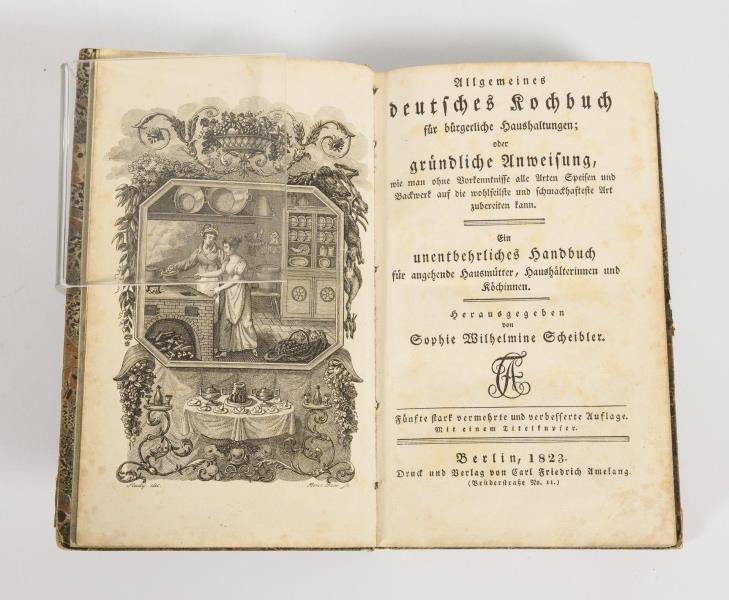 Allgemeines
deutsches Kochbuch
für bürgerliche Haushaltungen;
oder
gründliche Anweisung,
wie man ohne Vorkenntnisse alle Arten Speisen und
Backwerk auf die wohlfeilste und schmackhafteste Art
zubereiten kann.
Ein
unentbehrliches Handbuch
für angehende Hausmütter, Haushälterinnen und
Köchinnen.
Herausgegeben
von
Sophie Wilhelmine Scheibler.
Fünfte stark vermehrte und verbesserte Auflage.
Mit einem Titelkupfer.
Berlin, 1823.
Druck und Verlag von Carl Friedrich Amelang.
(Brüderstraße No. 11.)